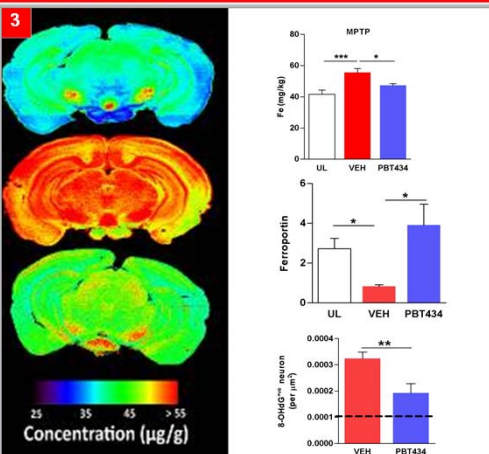 3
25 35 45 > 55
Concentration (µg/g)
MPTP
Fe (mg/kg)
80
60
40
20
0
*** *
UL VEH PBT434
Ferroportin
6
4
2
0
* *
UL VEH PBT434
8-OHdG⁺ᵛᵉ neuron
(per µm²)
0.0004
0.0003
0.0002
0.0001
0.0000
**
VEH PBT434